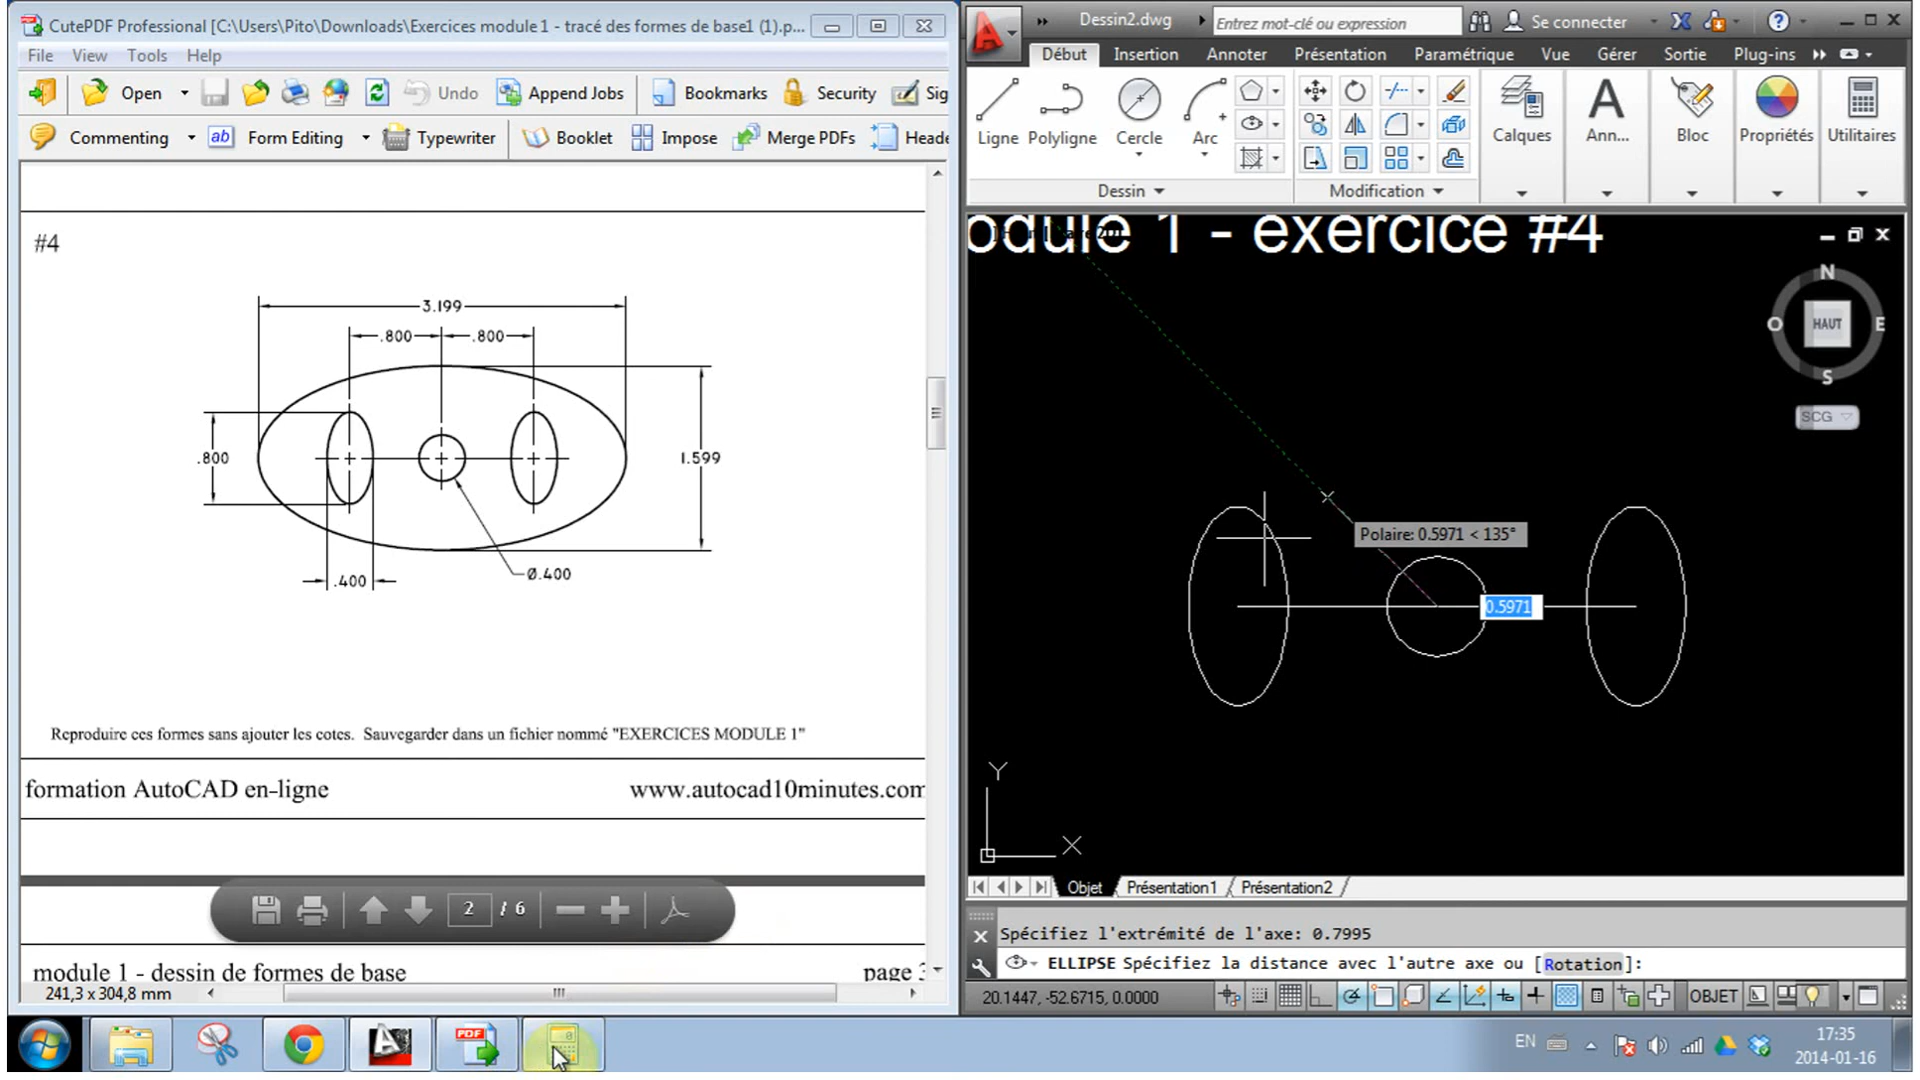 CutePDF Professional [C:\Users\Pito\Downloads\Exercices module 1 - tracé des formes de base1 (1).p...
File View Tools Help
Open Undo Append Jobs Bookmarks Security Sig
Commenting Form Editing Typewriter Booklet Impose Merge PDFs Heade
#4
3.199
.800 .800
.800
1.599
Ø.400
.400
Reproduire ces formes sans ajouter les cotes. Sauvegarder dans un fichier nommé "EXERCICES MODULE 1"
formation AutoCAD en-ligne www.autocad10minutes.com
2 / 6
module 1 - dessin de formes de base page 3
241,3 x 304,8 mm
Dessin2.dwg Entrez mot-clé ou expression Se connecter
Début Insertion Annoter Présentation Paramétrique Vue Gérer Sortie Plug-ins
Ligne Polyligne Cercle Arc Calques Ann... Bloc Propriétés Utilitaires
Dessin Modification
odule 1 - exercice #4
N
O HAUT E
S
SCG
Polaire: 0.5971 < 135°
0.5971
Y
X
Objet Présentation1 Présentation2
Spécifiez l'extrémité de l'axe: 0.7995
ELLIPSE Spécifiez la distance avec l'autre axe ou [Rotation]:
20.1447, -52.6715, 0.0000 OBJET
PDF
EN 17:35
2014-01-16